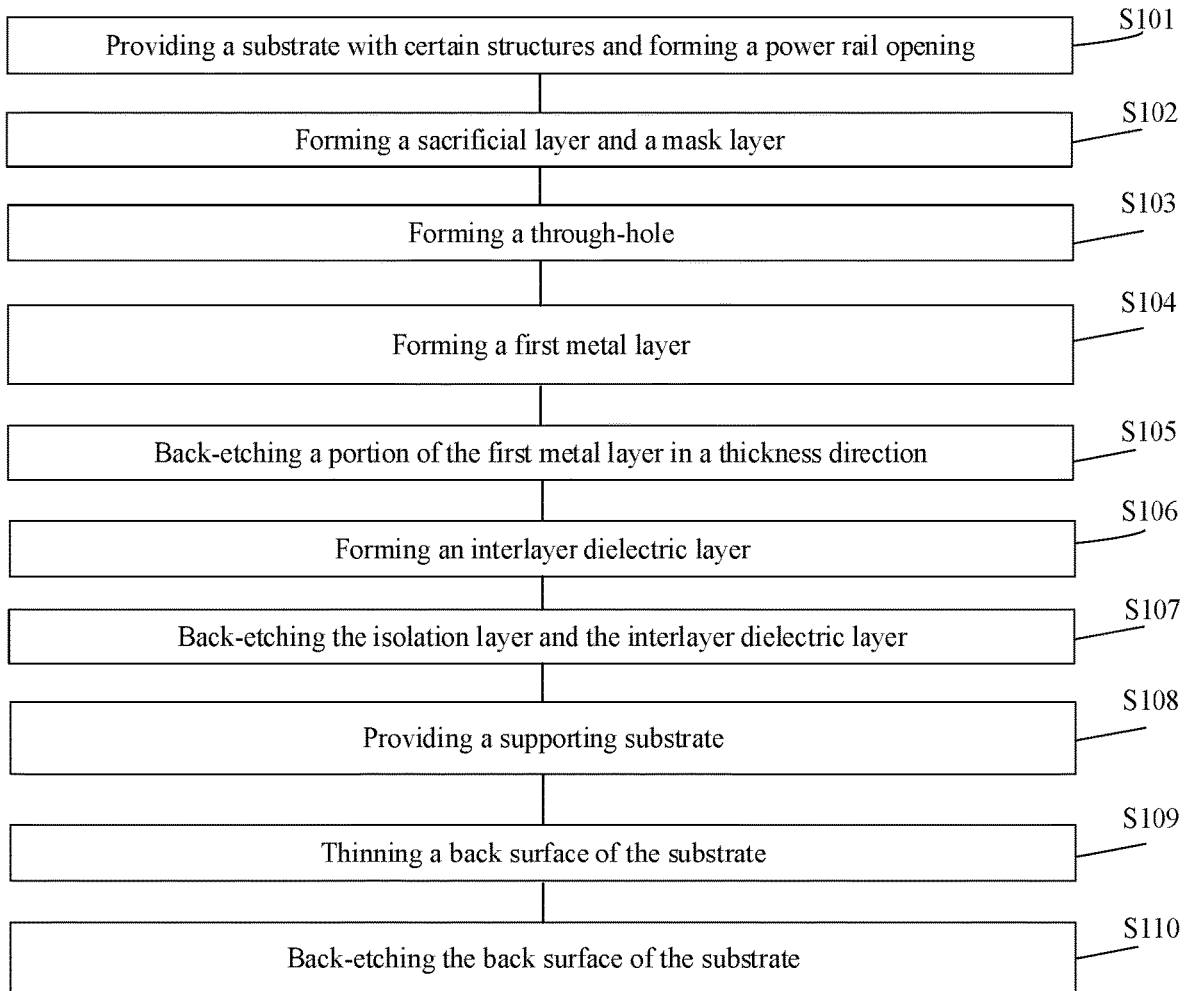 S101
Providing a substrate with certain structures and forming a power rail opening
S102
Forming a sacrificial layer and a mask layer
S103
Forming a through-hole
S104
Forming a first metal layer
S105
Back-etching a portion of the first metal layer in a thickness direction
S106
Forming an interlayer dielectric layer
S107
Back-etching the isolation layer and the interlayer dielectric layer
S108
Providing a supporting substrate
S109
Thinning a back surface of the substrate
S110
Back-etching the back surface of the substrate